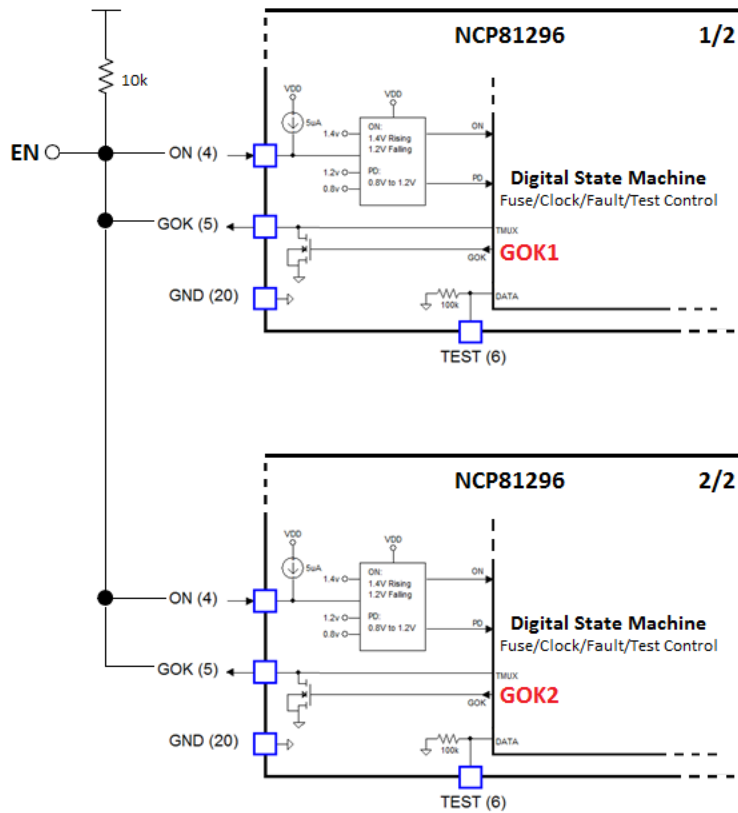 NCP81296 1/2
10k
VDD
VDD
5uA
1.4v
ON:
1.4V Rising
1.2V Falling
ON
EN
ON (4)
1.2v
0.8v
PD:
0.8V to 1.2V
PD
Digital State Machine
Fuse/Clock/Fault/Test Control
GOK (5)
TMUX
GOK
GOK1
GND (20)
100k
DATA
TEST (6)
NCP81296 2/2
VDD
VDD
5uA
1.4v
ON:
1.4V Rising
1.2V Falling
ON
ON (4)
1.2v
0.8v
PD:
0.8V to 1.2V
PD
Digital State Machine
Fuse/Clock/Fault/Test Control
GOK (5)
TMUX
GOK
GOK2
GND (20)
100k
DATA
TEST (6)